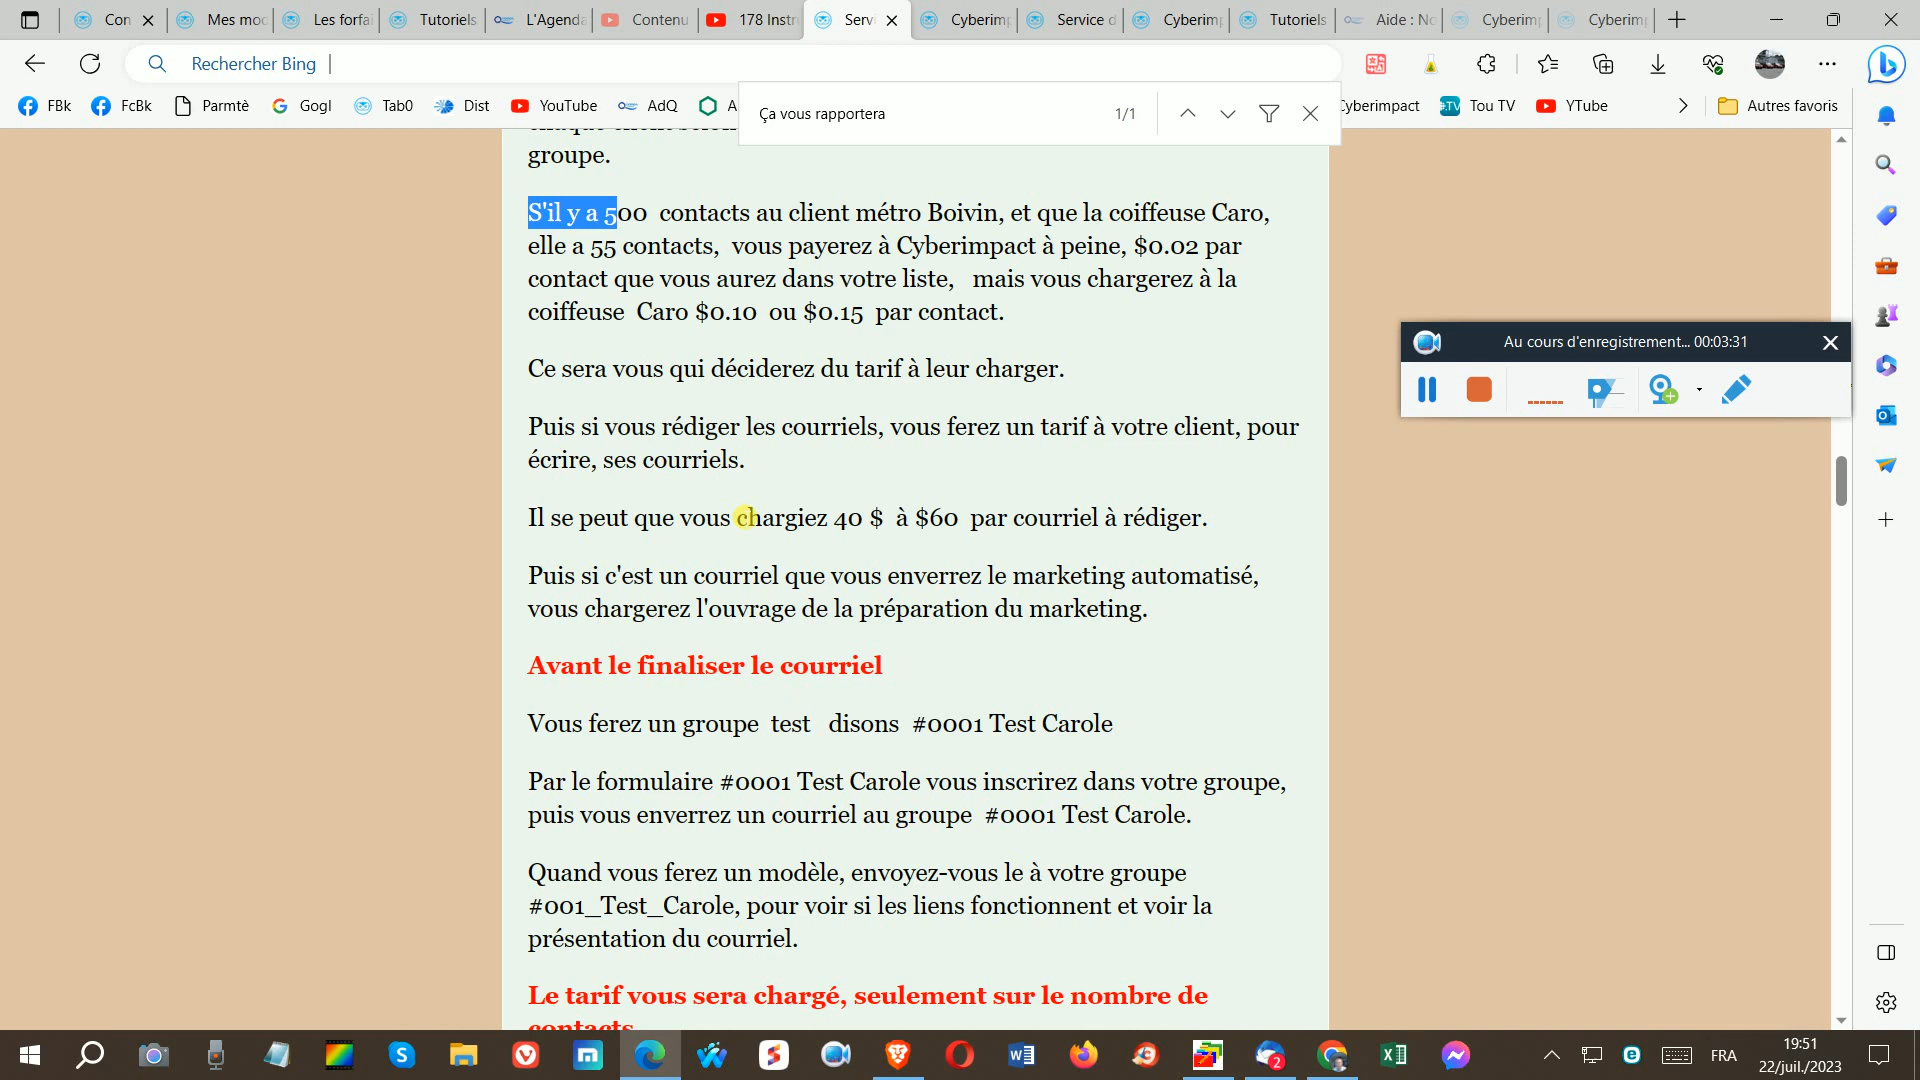 Con
Mes mod
Les forfai
Tutoriels
L'Agenda
Contenu
178 Instr
Servi
Cyberimp
Service d
Cyberimp
Tutoriels
Aide : No
Cyberimp
Cyberimp
Rechercher Bing
FBk
FcBk
Parmtè
Gogl
Tab0
Dist
YouTube
AdQ
Cyberimpact
Tou TV
YTube
Autres favoris
Ça vous rapportera
1/1
groupe.
S'il y a 500 contacts au client métro Boivin, et que la coiffeuse Caro,
elle a 55 contacts, vous payerez à Cyberimpact à peine, $0.02 par
contact que vous aurez dans votre liste, mais vous chargerez à la
coiffeuse Caro $0.10 ou $0.15 par contact.
Ce sera vous qui déciderez du tarif à leur charger.
Puis si vous rédiger les courriels, vous ferez un tarif à votre client, pour
écrire, ses courriels.
Il se peut que vous chargiez 40 $ à $60 par courriel à rédiger.
Puis si c'est un courriel que vous enverrez le marketing automatisé,
vous chargerez l'ouvrage de la préparation du marketing.
Avant le finaliser le courriel
Vous ferez un groupe test disons #0001 Test Carole
Par le formulaire #0001 Test Carole vous inscrirez dans votre groupe,
puis vous enverrez un courriel au groupe #0001 Test Carole.
Quand vous ferez un modèle, envoyez-vous le à votre groupe
#001_Test_Carole, pour voir si les liens fonctionnent et voir la
présentation du courriel.
Le tarif vous sera chargé, seulement sur le nombre de
contacts
Au cours d'enregistrement... 00:03:31
FRA
19:51
22/juil./2023